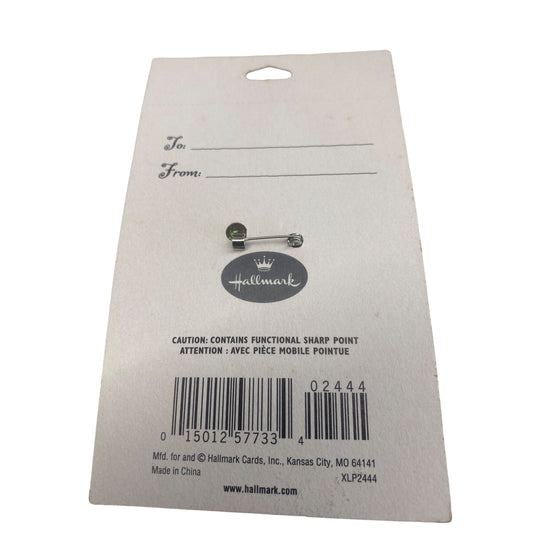 To:
From:
Hallmark
CAUTION: CONTAINS FUNCTIONAL SHARP POINT
ATTENTION : AVEC PIÈCE MOBILE POINTUE
02444
0 15012 57733 4
Mfd. for and © Hallmark Cards, Inc., Kansas City, MO 64141
Made in China XLP2444
www.hallmark.com